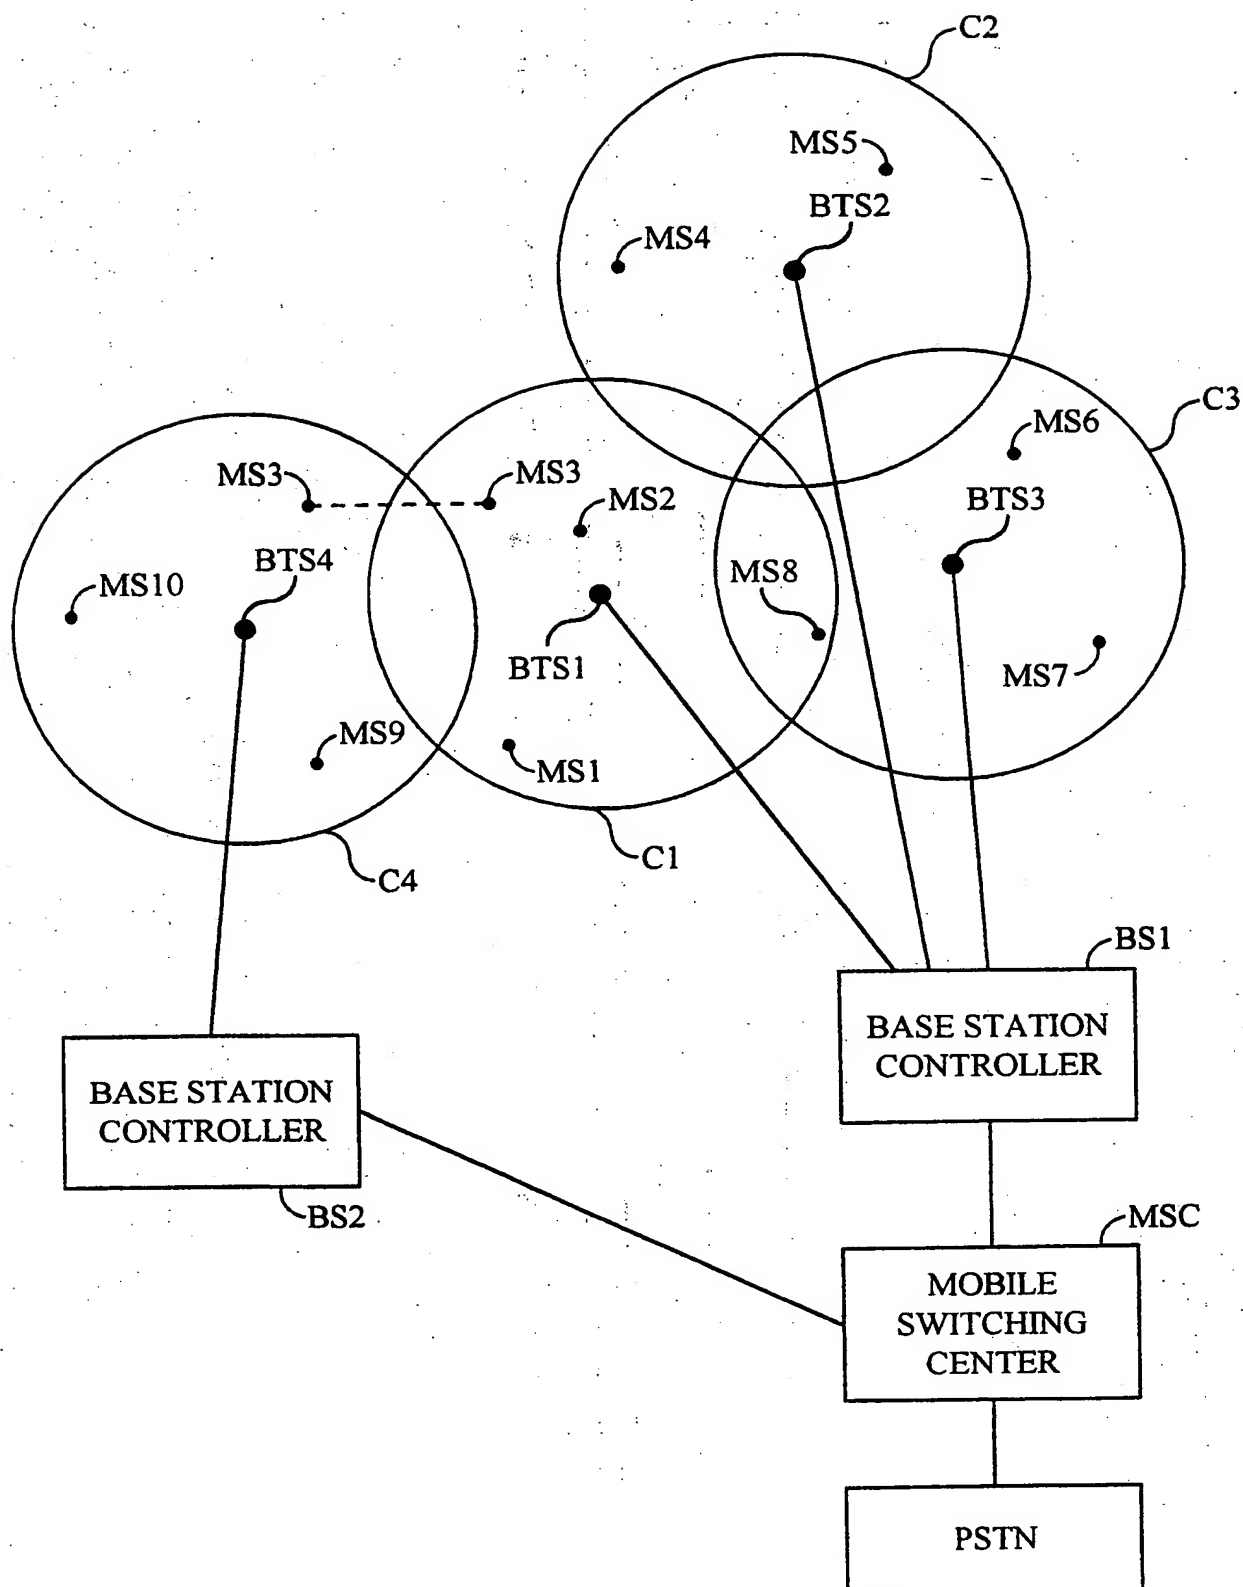 C2
MS5
BTS2
MS4
C3
MS6
MS3
MS3
MS2
BTS3
BTS4
MS10
MS8
BTS1
MS7
MS9
MS1
C1
C4
BS1
BASE STATION
CONTROLLER
BASE STATION
CONTROLLER
BS2
MSC
MOBILE
SWITCHING
CENTER
PSTN